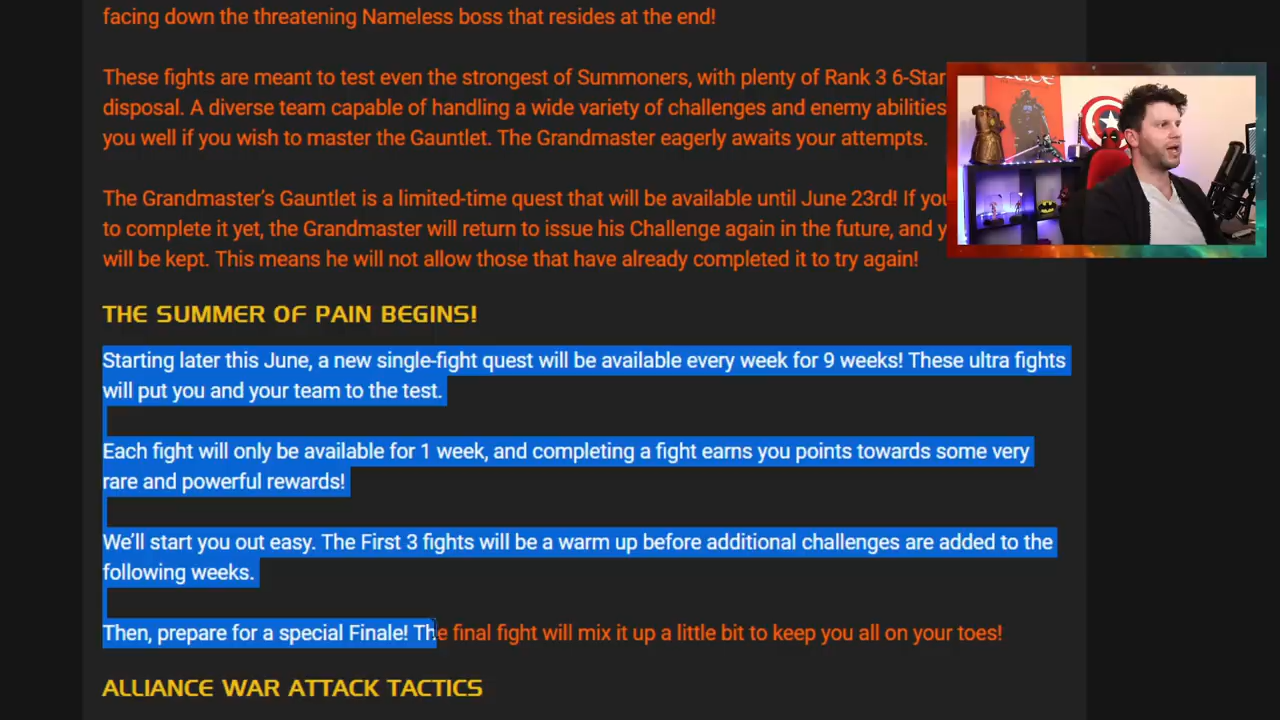 facing down the threatening Nameless boss that resides at the end!
These fights are meant to test even the strongest of Summoners, with plenty of Rank 3 6-Star
disposal. A diverse team capable of handling a wide variety of challenges and enemy abilities
you well if you wish to master the Gauntlet. The Grandmaster eagerly awaits your attempts.
The Grandmaster’s Gauntlet is a limited-time quest that will be available until June 23rd! If you
to complete it yet, the Grandmaster will return to issue his Challenge again in the future, and y
will be kept. This means he will not allow those that have already completed it to try again!
THE SUMMER OF PAIN BEGINS!
Starting later this June, a new single-fight quest will be available every week for 9 weeks! These ultra fights
will put you and your team to the test.
Each fight will only be available for 1 week, and completing a fight earns you points towards some very
rare and powerful rewards!
We’ll start you out easy. The First 3 fights will be a warm up before additional challenges are added to the
following weeks.
Then, prepare for a special Finale! The final fight will mix it up a little bit to keep you all on your toes!
ALLIANCE WAR ATTACK TACTICS